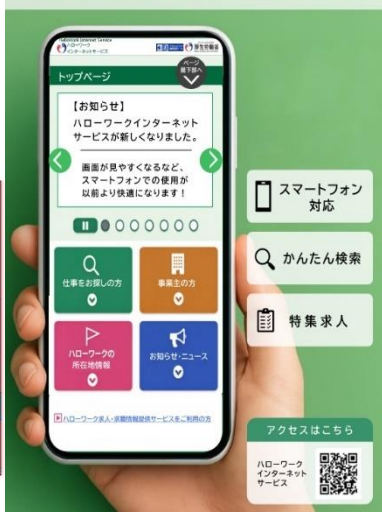 Hello Work Internet Service
ハローワーク
インターネットサービス
厚生労働省
トップページ
ページ
最下部へ
【お知らせ】
ハローワークインターネット
サービスが新しくなりました。
画面が見やすくなるなど、
スマートフォンでの使用が
以前より快適になります！
仕事をお探しの方
事業主の方
ハローワークの
所在地情報
お知らせ・ニュース
ハローワーク求人・求職情報提供サービスをご利用の方
スマートフォン
対応
かんたん検索
特集求人
アクセスはこちら
ハローワーク
インターネット
サービス